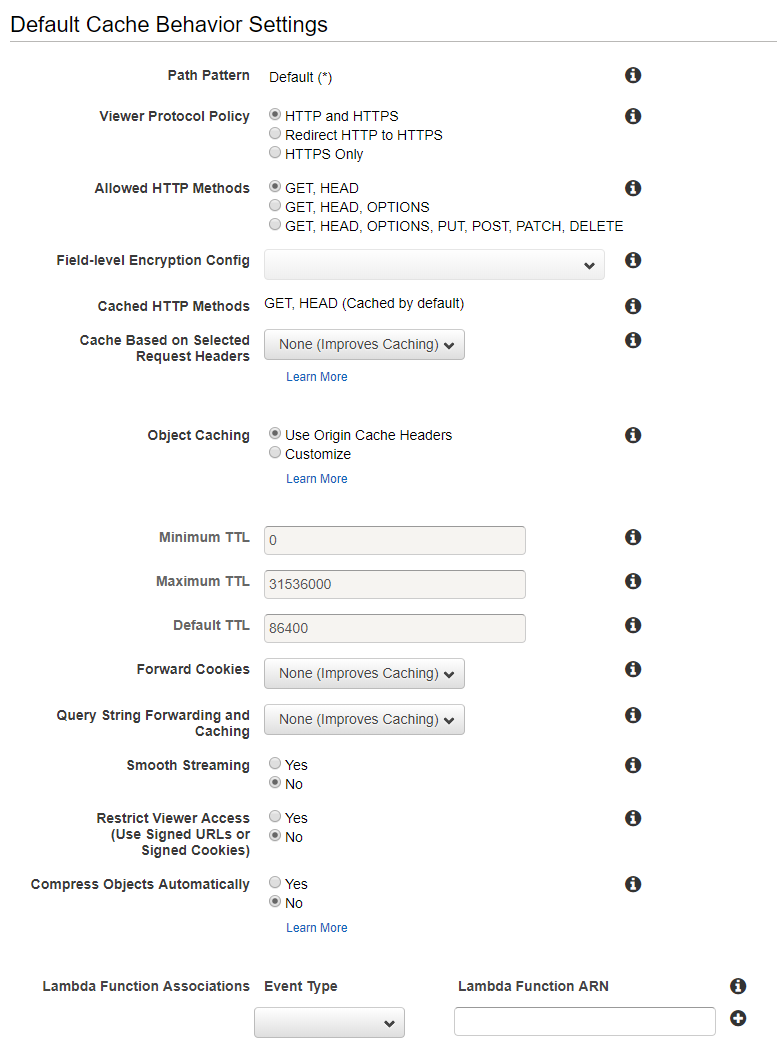 Default Cache Behavior Settings
Path Pattern Default (*)
Viewer Protocol Policy HTTP and HTTPS
Redirect HTTP to HTTPS
HTTPS Only
Allowed HTTP Methods GET, HEAD
GET, HEAD, OPTIONS
GET, HEAD, OPTIONS, PUT, POST, PATCH, DELETE
Field-level Encryption Config
Cached HTTP Methods GET, HEAD (Cached by default)
Cache Based on Selected
Request Headers
None (Improves Caching)
Learn More
Object Caching Use Origin Cache Headers
Customize
Learn More
Minimum TTL 0
Maximum TTL 31536000
Default TTL 86400
Forward Cookies None (Improves Caching)
Query String Forwarding and
Caching
None (Improves Caching)
Smooth Streaming Yes
No
Restrict Viewer Access
(Use Signed URLs or
Signed Cookies)
Yes
No
Compress Objects Automatically Yes
No
Learn More
Lambda Function Associations Event Type Lambda Function ARN